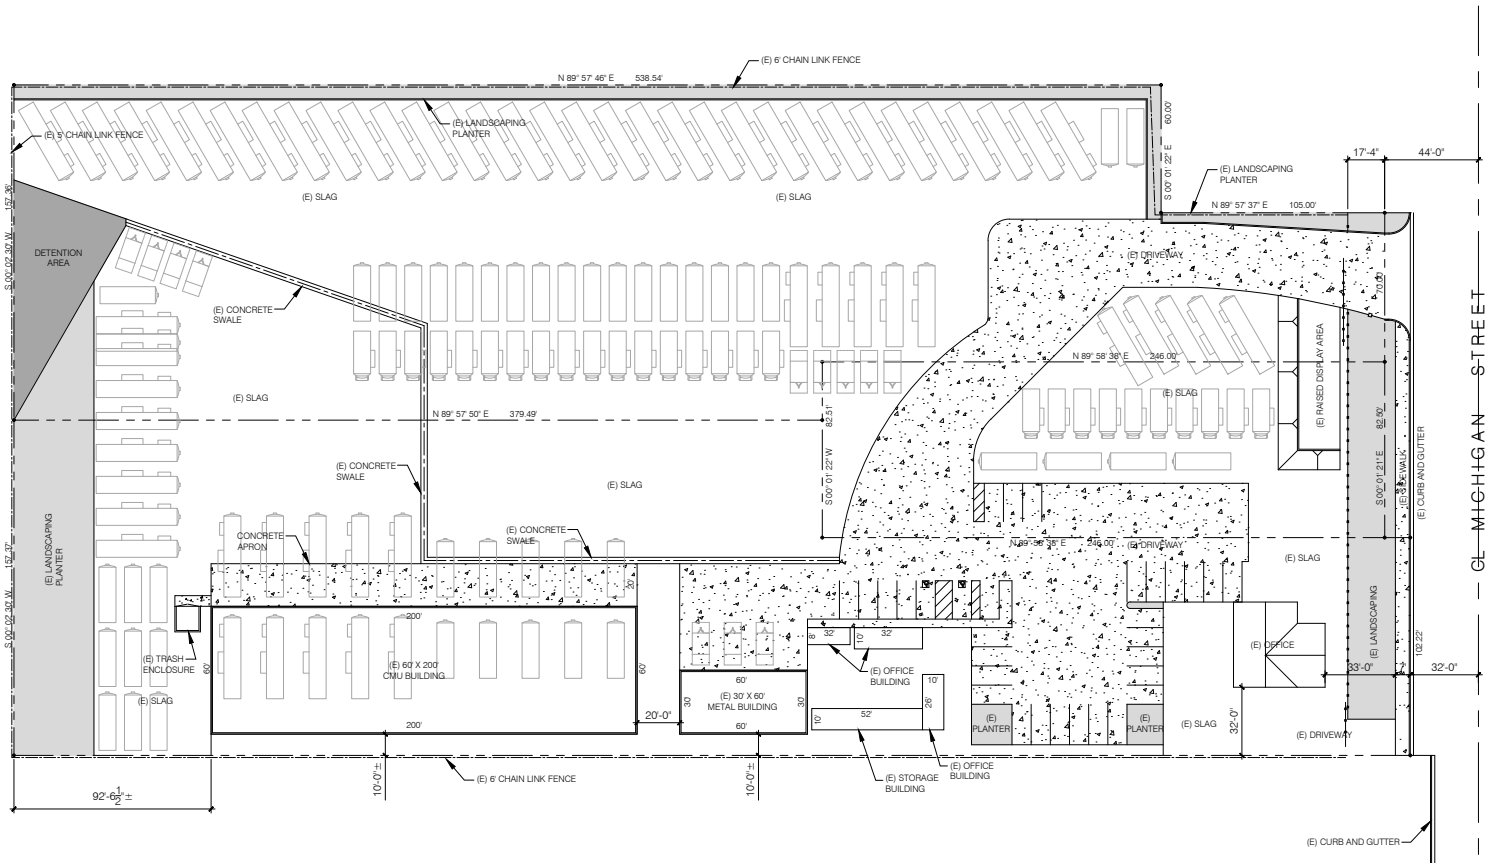 (E) 6' CHAIN LINK FENCE
N 89° 57' 46" E 538.54'
(E) LANDSCAPING
PLANTER
(E) 5' CHAIN LINK FENCE
60.00'
S 00° 01' 22" E
17'-4"
44'-0"
(E) LANDSCAPING
PLANTER
N 89° 57' 37" E 105.00'
(E) SLAG
(E) SLAG
157.36'
S 00° 02' 30" W
DETENTION
AREA
(E) DRIVEWAY
70.00'
(E) CONCRETE
SWALE
GL MICHIGAN STREET
(E) RAISED DISPLAY AREA
N 89° 58' 38" E 246.00'
(E) SLAG
(E) SLAG
N 89° 57' 50" E 379.49'
82.51'
S 00° 01' 22" W
82.50'
S 00° 01' 21" E
(E) SIDEWALK
(E) CURB AND GUTTER
(E) CONCRETE
SWALE
(E) SLAG
(E) LANDSCAPING
PLANTER
CONCRETE
APRON
(E) CONCRETE
SWALE
N 89° 58' 38" E 246.00'
(E) DRIVEWAY
(E) SLAG
157.37'
S 00° 02' 30" W
20'
200'
(E) TRASH
ENCLOSURE
60'
(E) 60' X 200'
CMU BUILDING
60'
8'
32'
10'
32'
(E) OFFICE
BUILDING
(E) OFFICE
(E) LANDSCAPING
102.22'
33'-0"
7'
32'-0"
(E) SLAG
60'
30'
(E) 30' X 60'
METAL BUILDING
30'
60'
10'
26'
52'
10'
200'
20'-0"
(E)
PLANTER
(E)
PLANTER
(E) SLAG
32'-0"
(E) DRIVEWAY
(E) 6' CHAIN LINK FENCE
10'-0"±
10'-0"±
(E) STORAGE
BUILDING
(E) OFFICE
BUILDING
92'-6 1/2"±
(E) CURB AND GUTTER